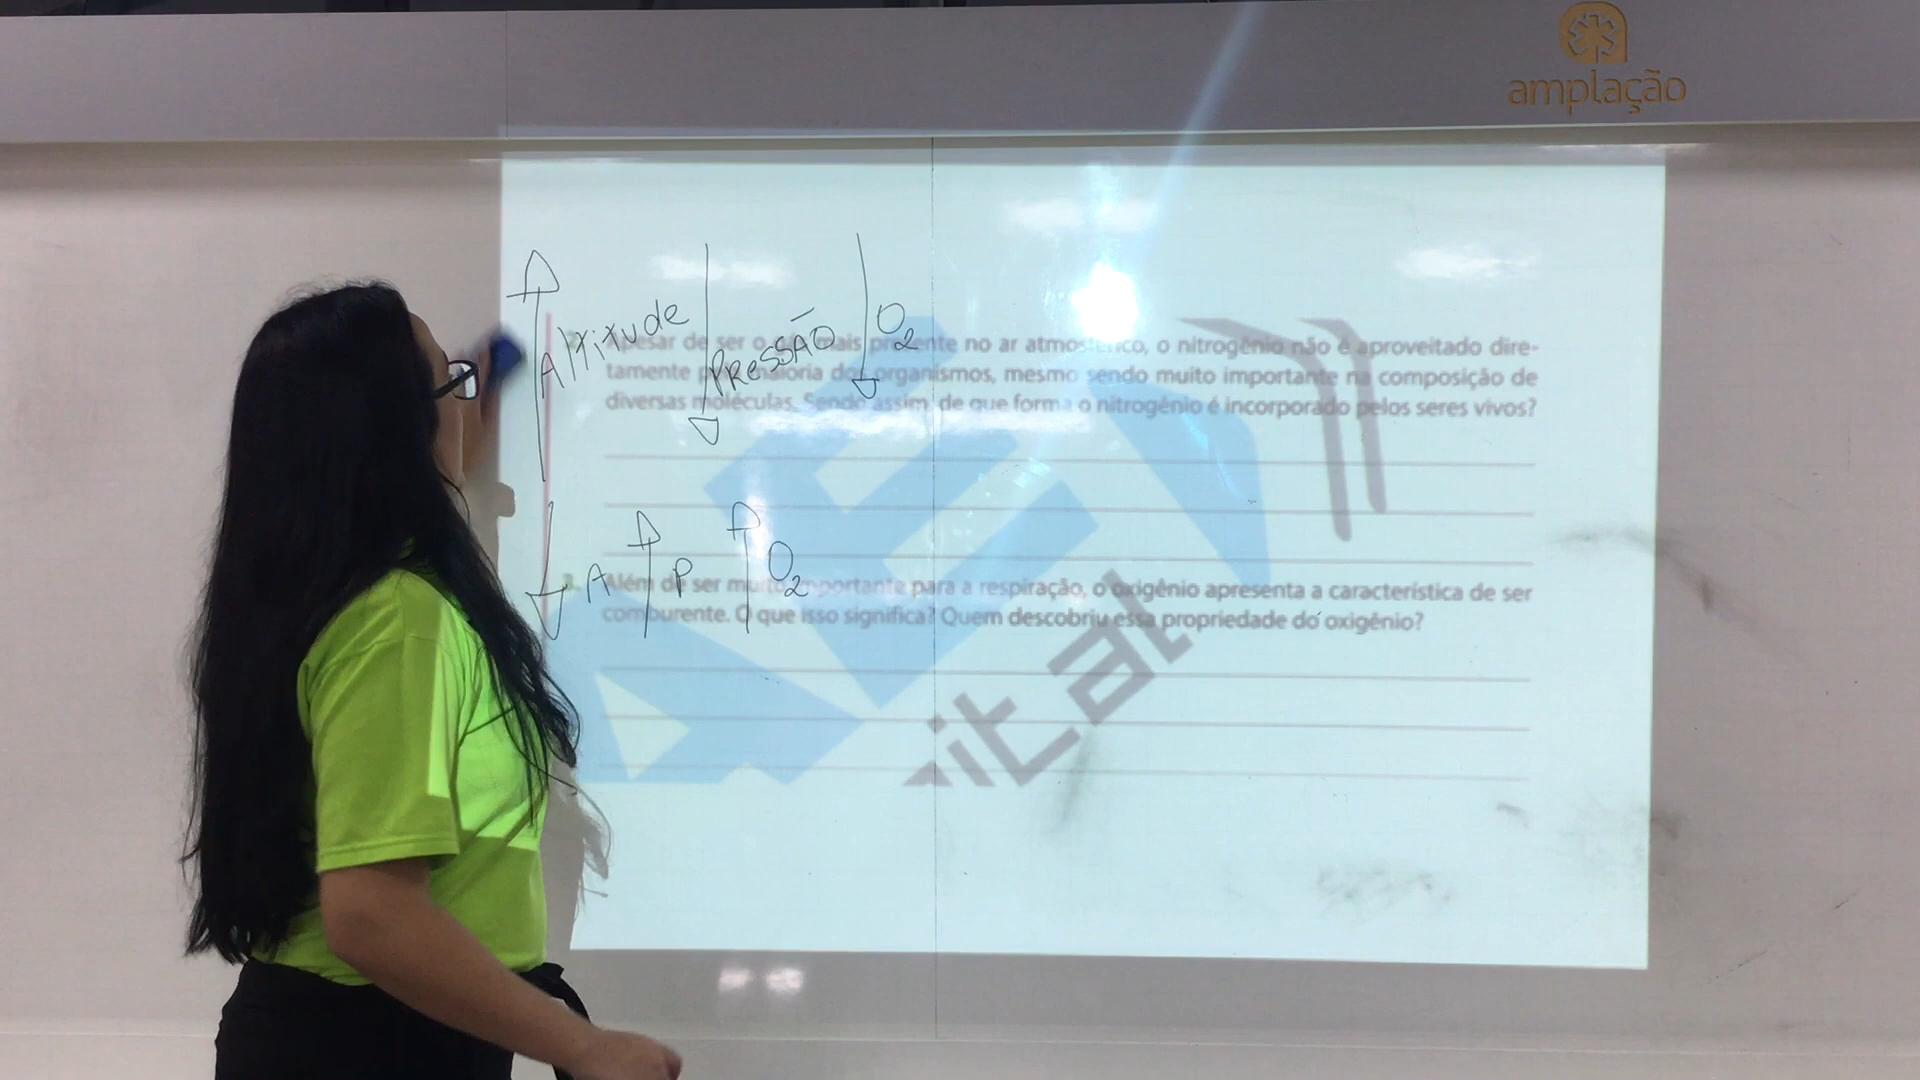 amplação
Altitude PRESSÃO O2
2. Apesar de ser o mais presente no ar atmosférico, o nitrogênio não é aproveitado dire-
tamente maioria dos organismos, mesmo sendo muito importante na composição de
diversas moléculas. Sendo assim, de que forma o nitrogênio é incorporado pelos seres vivos?
A P O2
Além de ser muito importante para a respiração, o oxigênio apresenta a característica de ser
comburente. O que isso significa? Quem descobriu essa propriedade do oxigênio?
ital